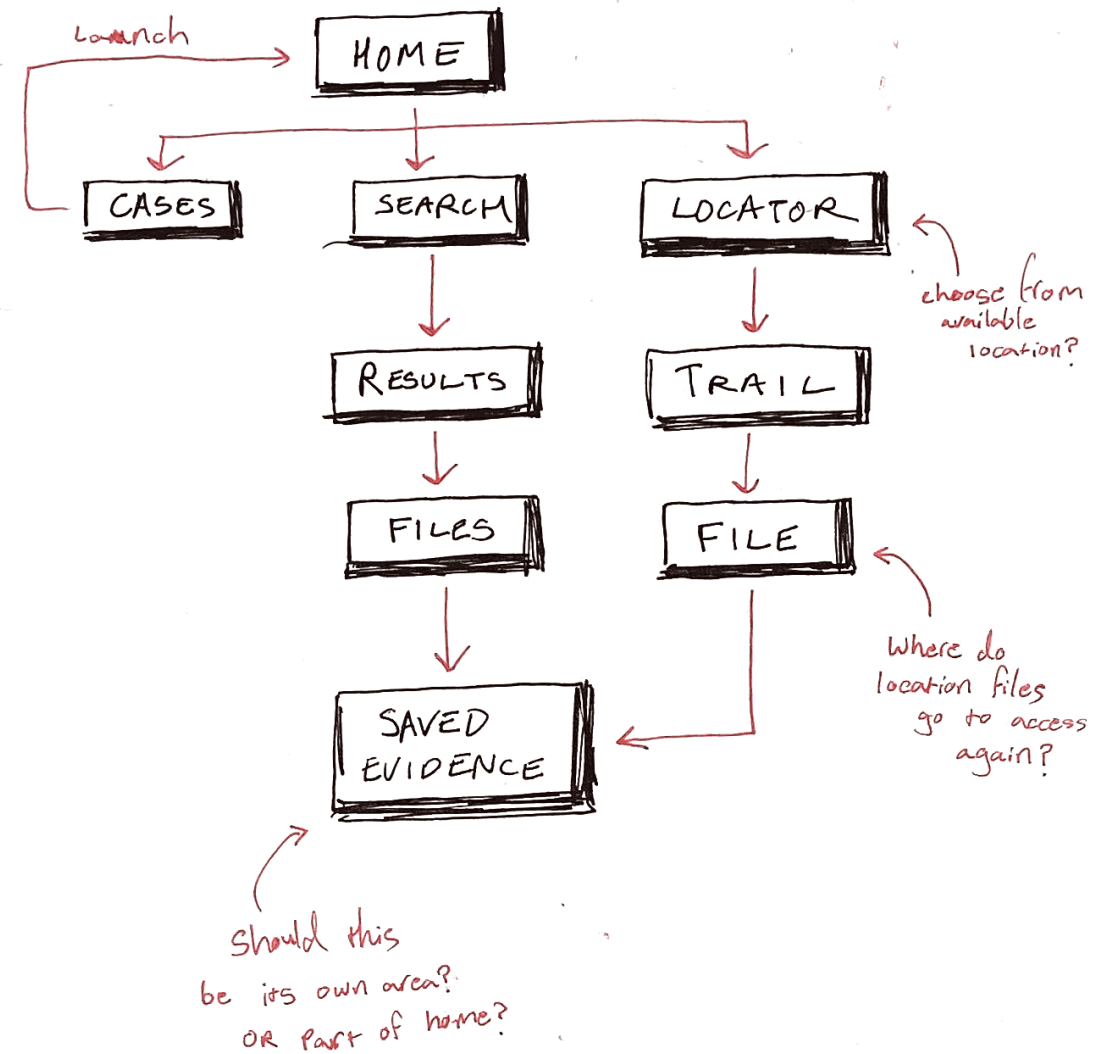 Launch
HOME
CASES
SEARCH
LOCATOR
choose from
available
location?
RESULTS
TRAIL
FILES
FILE
Where do
location files
go to access
again?
SAVED
EVIDENCE
Should this
be its own area?
OR part of home?